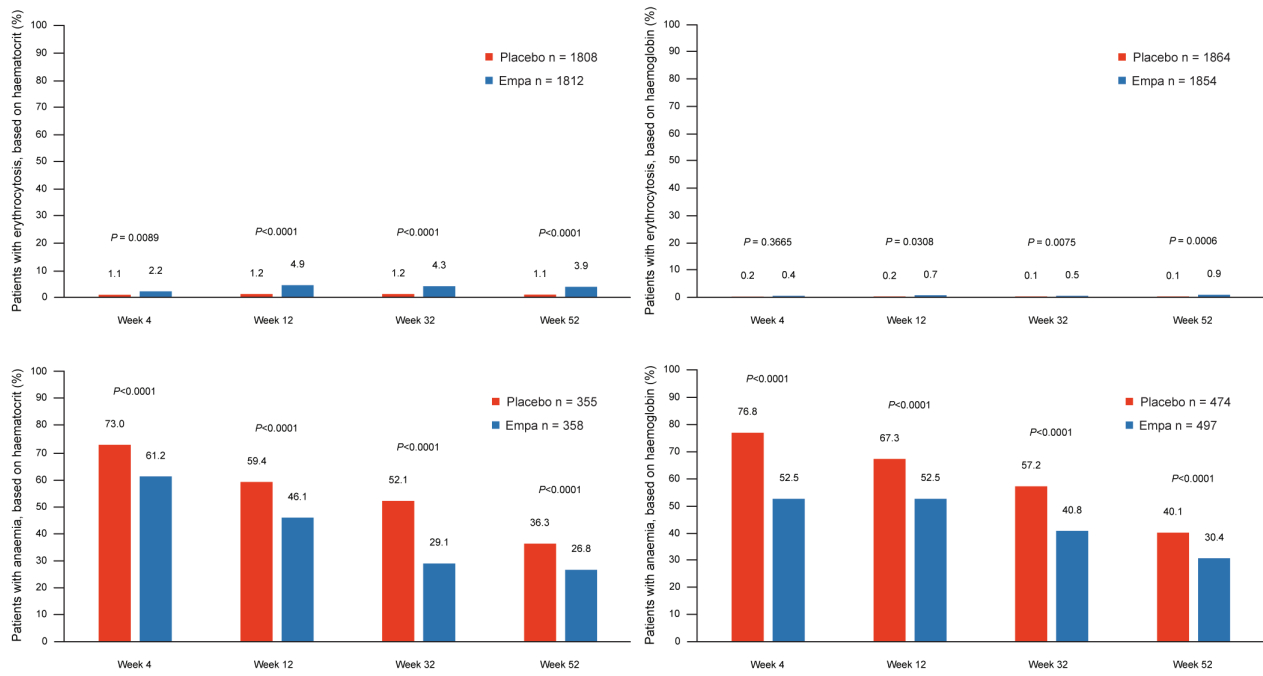 Patients with erythrocytosis, based on haematocrit (%)
100
90
80
70
60
50
40
30
20
10
0
Placebo n = 1808
Empa n = 1812
P = 0.0089
P<0.0001
P<0.0001
P<0.0001
1.1 2.2
1.2 4.9
1.2 4.3
1.1 3.9
Week 4
Week 12
Week 32
Week 52
Patients with erythrocytosis, based on haemoglobin (%)
100
90
80
70
60
50
40
30
20
10
0
Placebo n = 1864
Empa n = 1854
P = 0.3665
P = 0.0308
P = 0.0075
P = 0.0006
0.2 0.4
0.2 0.7
0.1 0.5
0.1 0.9
Week 4
Week 12
Week 32
Week 52
Patients with anaemia, based on haematocrit (%)
100
90
80
70
60
50
40
30
20
10
0
Placebo n = 355
Empa n = 358
P<0.0001
P<0.0001
P<0.0001
P<0.0001
73.0 61.2
59.4 46.1
52.1 29.1
36.3 26.8
Week 4
Week 12
Week 32
Week 52
Patients with anaemia, based on haemoglobin (%)
100
90
80
70
60
50
40
30
20
10
0
Placebo n = 474
Empa n = 497
P<0.0001
P<0.0001
P<0.0001
P<0.0001
76.8 52.5
67.3 52.5
57.2 40.8
40.1 30.4
Week 4
Week 12
Week 32
Week 52